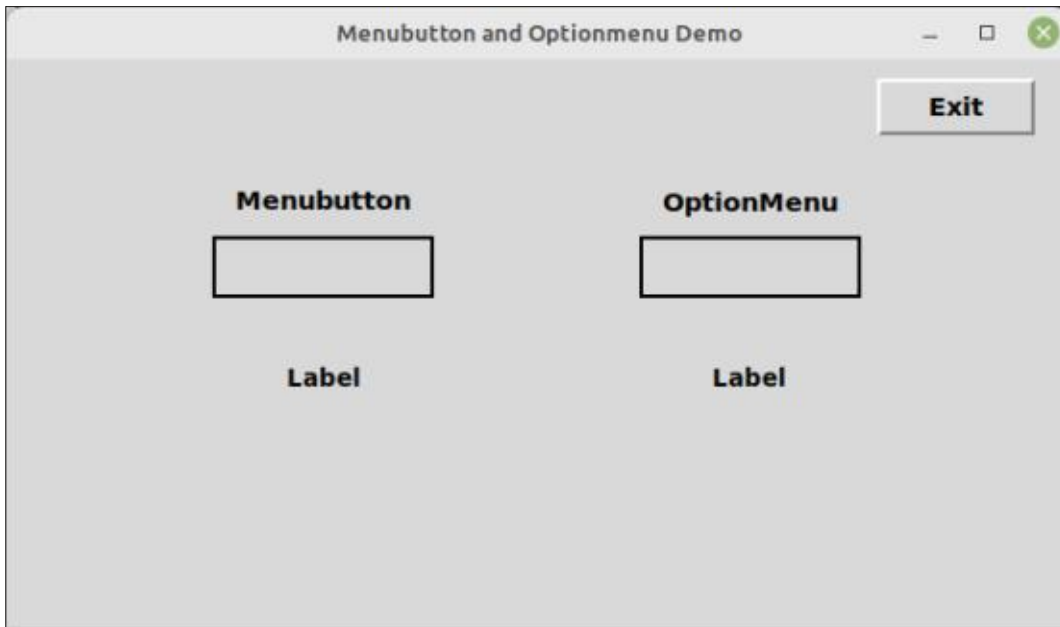 Menubutton and Optionmenu Demo
Exit
Menubutton
OptionMenu
Label
Label